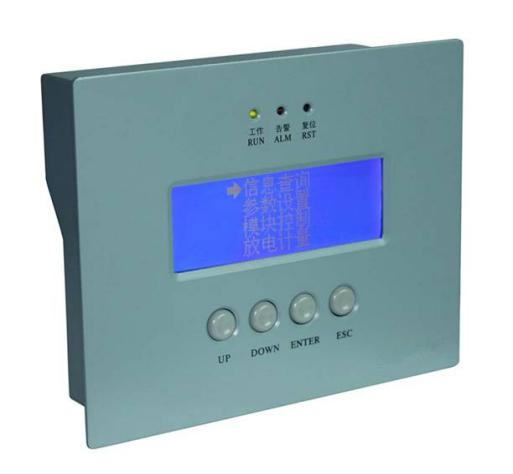 工作 告警 复位
RUN ALM RST
信息查询
参数设置
模块控制
放电计量
UP DOWN ENTER ESC